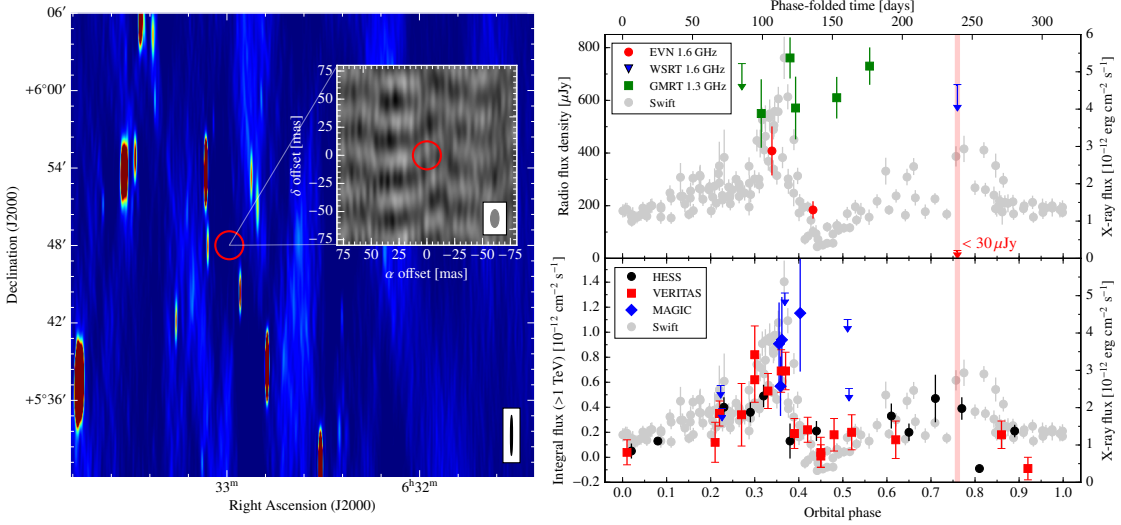 06′
+6°00′
54′
48′
42′
+5°36′
Declination (J2000)
33ᵐ
6ʰ32ᵐ
Right Ascension (J2000)
75
50
25
0
−25
−50
−75
δ offset [mas]
75 50 25 0 −25 −50 −75
α offset [mas]
Phase-folded time [days]
0 50 100 150 200 250 300
EVN 1.6 GHz
WSRT 1.6 GHz
GMRT 1.3 GHz
Swift
800
600
400
200
0
Radio flux density [μJy]
6
5
4
3
2
1
0
X-ray flux [10⁻¹² erg cm⁻² s⁻¹]
< 30 μJy
HESS
VERITAS
MAGIC
Swift
1.4
1.2
1.0
0.8
0.6
0.4
0.2
0.0
−0.2
Integral flux (>1 TeV) [10⁻¹² cm⁻² s⁻¹]
5
4
3
2
1
0
X-ray flux [10⁻¹² erg cm⁻² s⁻¹]
0.0 0.1 0.2 0.3 0.4 0.5 0.6 0.7 0.8 0.9 1.0
Orbital phase